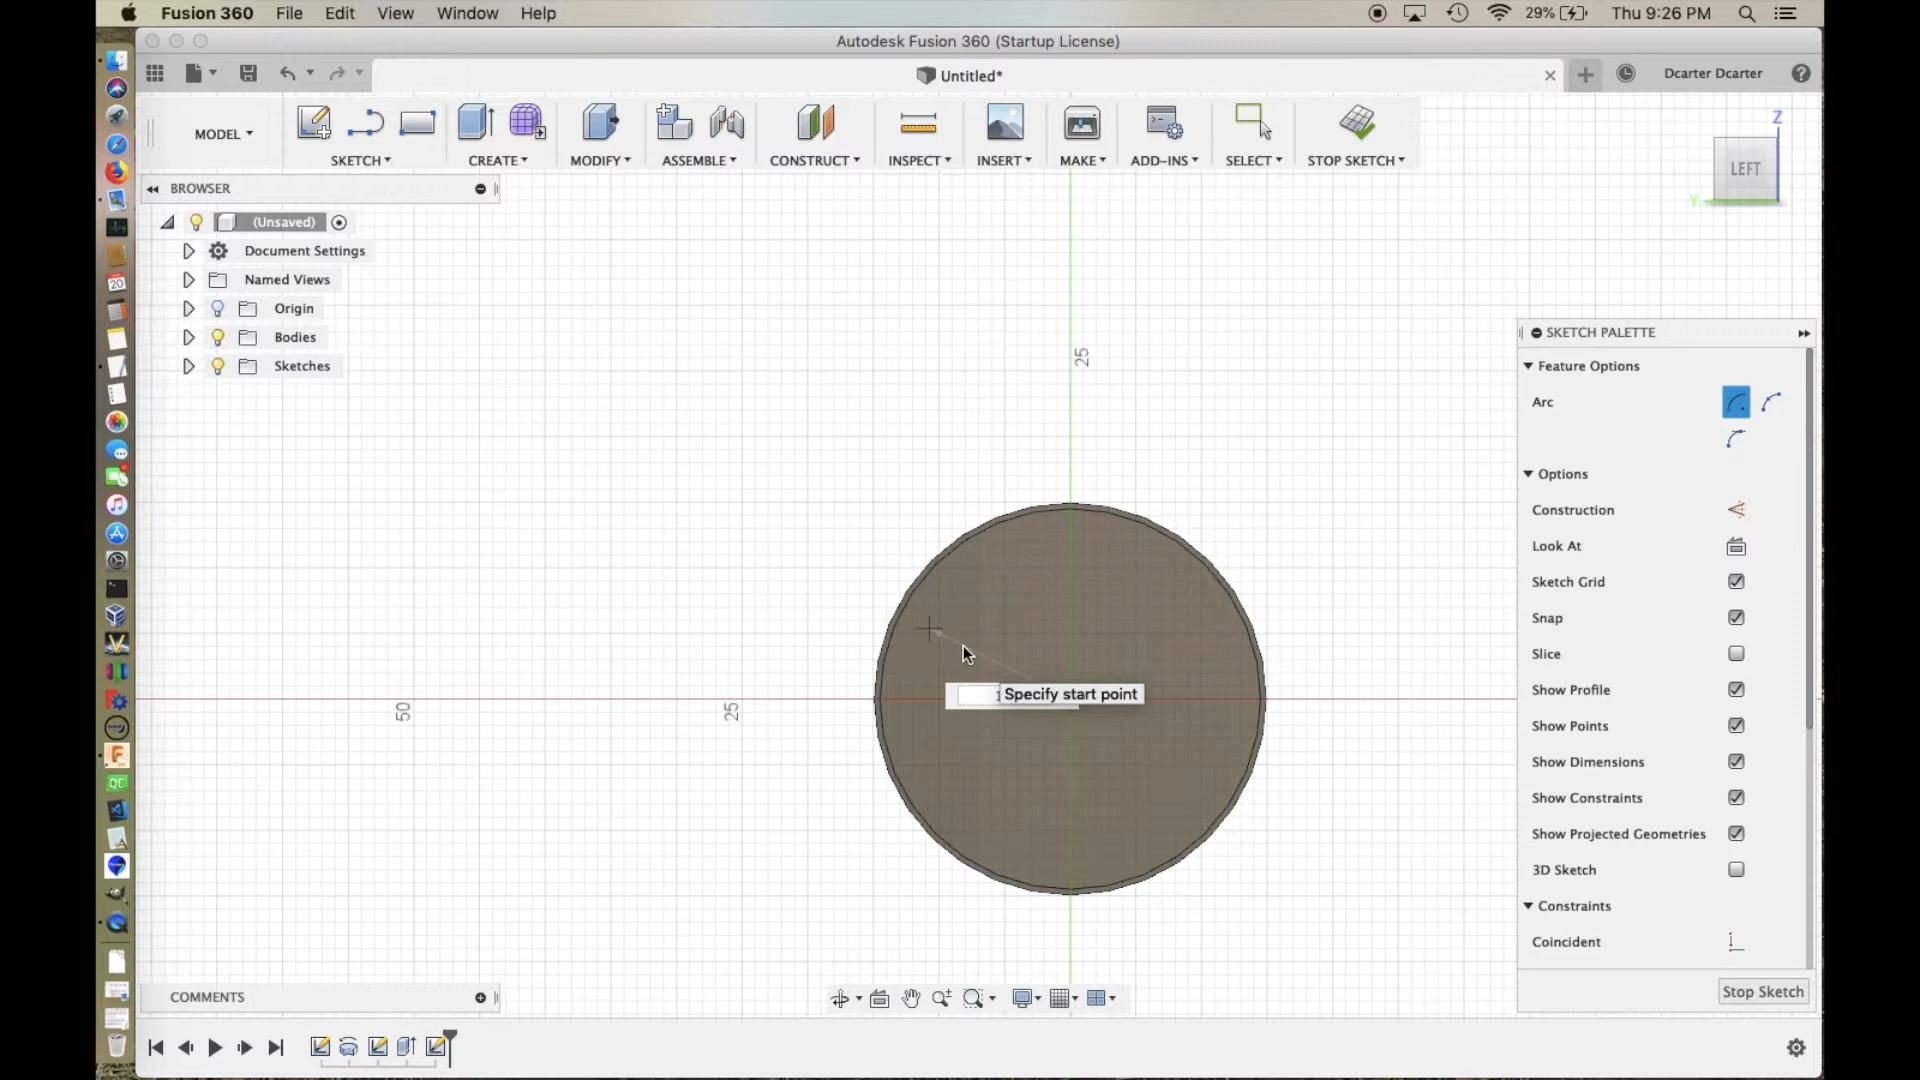 Fusion 360 File Edit View Window Help
29% Thu 9:26 PM
Autodesk Fusion 360 (Startup License)
Untitled*
Dcarter Dcarter
MODEL
SKETCH CREATE MODIFY ASSEMBLE CONSTRUCT INSPECT INSERT MAKE ADD-INS SELECT STOP SKETCH
Z
LEFT
Y
BROWSER
(Unsaved)
Document Settings
Named Views
Origin
Bodies
Sketches
25
50
25
Specify start point
SKETCH PALETTE
Feature Options
Arc
Options
Construction
Look At
Sketch Grid
Snap
Slice
Show Profile
Show Points
Show Dimensions
Show Constraints
Show Projected Geometries
3D Sketch
Constraints
Coincident
Stop Sketch
COMMENTS
20
QC